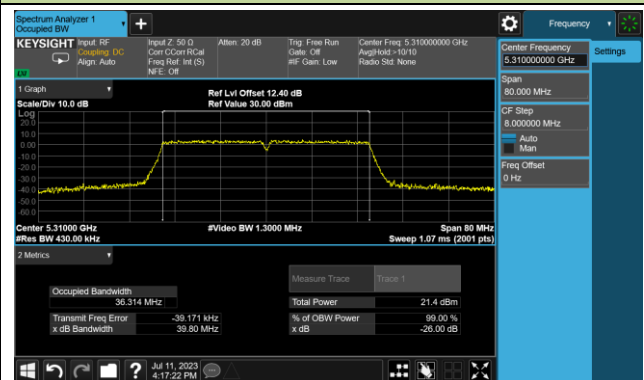 Spectrum Analyzer 1
Occupied BW
Frequency
KEYSIGHT
Input: RF
Coupling: DC
Align: Auto
Input Z: 50 Ω
Corr CCorr RCal
Freq Ref: Int (S)
NFE: Off
Atten: 20 dB
Trig: Free Run
Gate: Off
#IF Gain: Low
Center Freq: 5.310000000 GHz
Avg|Hold:>10/10
Radio Std: None
Center Frequency
5.310000000 GHz
Settings
Span
80.000 MHz
CF Step
8.000000 MHz
Auto
Man
Freq Offset
0 Hz
1 Graph
Scale/Div 10.0 dB
Ref Lvl Offset 12.40 dB
Ref Value 30.00 dBm
Log
20.0
10.0
0.00
-10.0
-20.0
-30.0
-40.0
-50.0
-60.0
Center 5.31000 GHz
#Video BW 1.3000 MHz
Span 80 MHz
#Res BW 430.00 kHz
Sweep 1.07 ms (2001 pts)
2 Metrics
Measure Trace
Trace 1
Occupied Bandwidth
36.314 MHz
Total Power
21.4 dBm
Transmit Freq Error
-39.171 kHz
% of OBW Power
99.00 %
x dB Bandwidth
39.80 MHz
x dB
-26.00 dB
?
Jul 11, 2023
4:17:22 PM